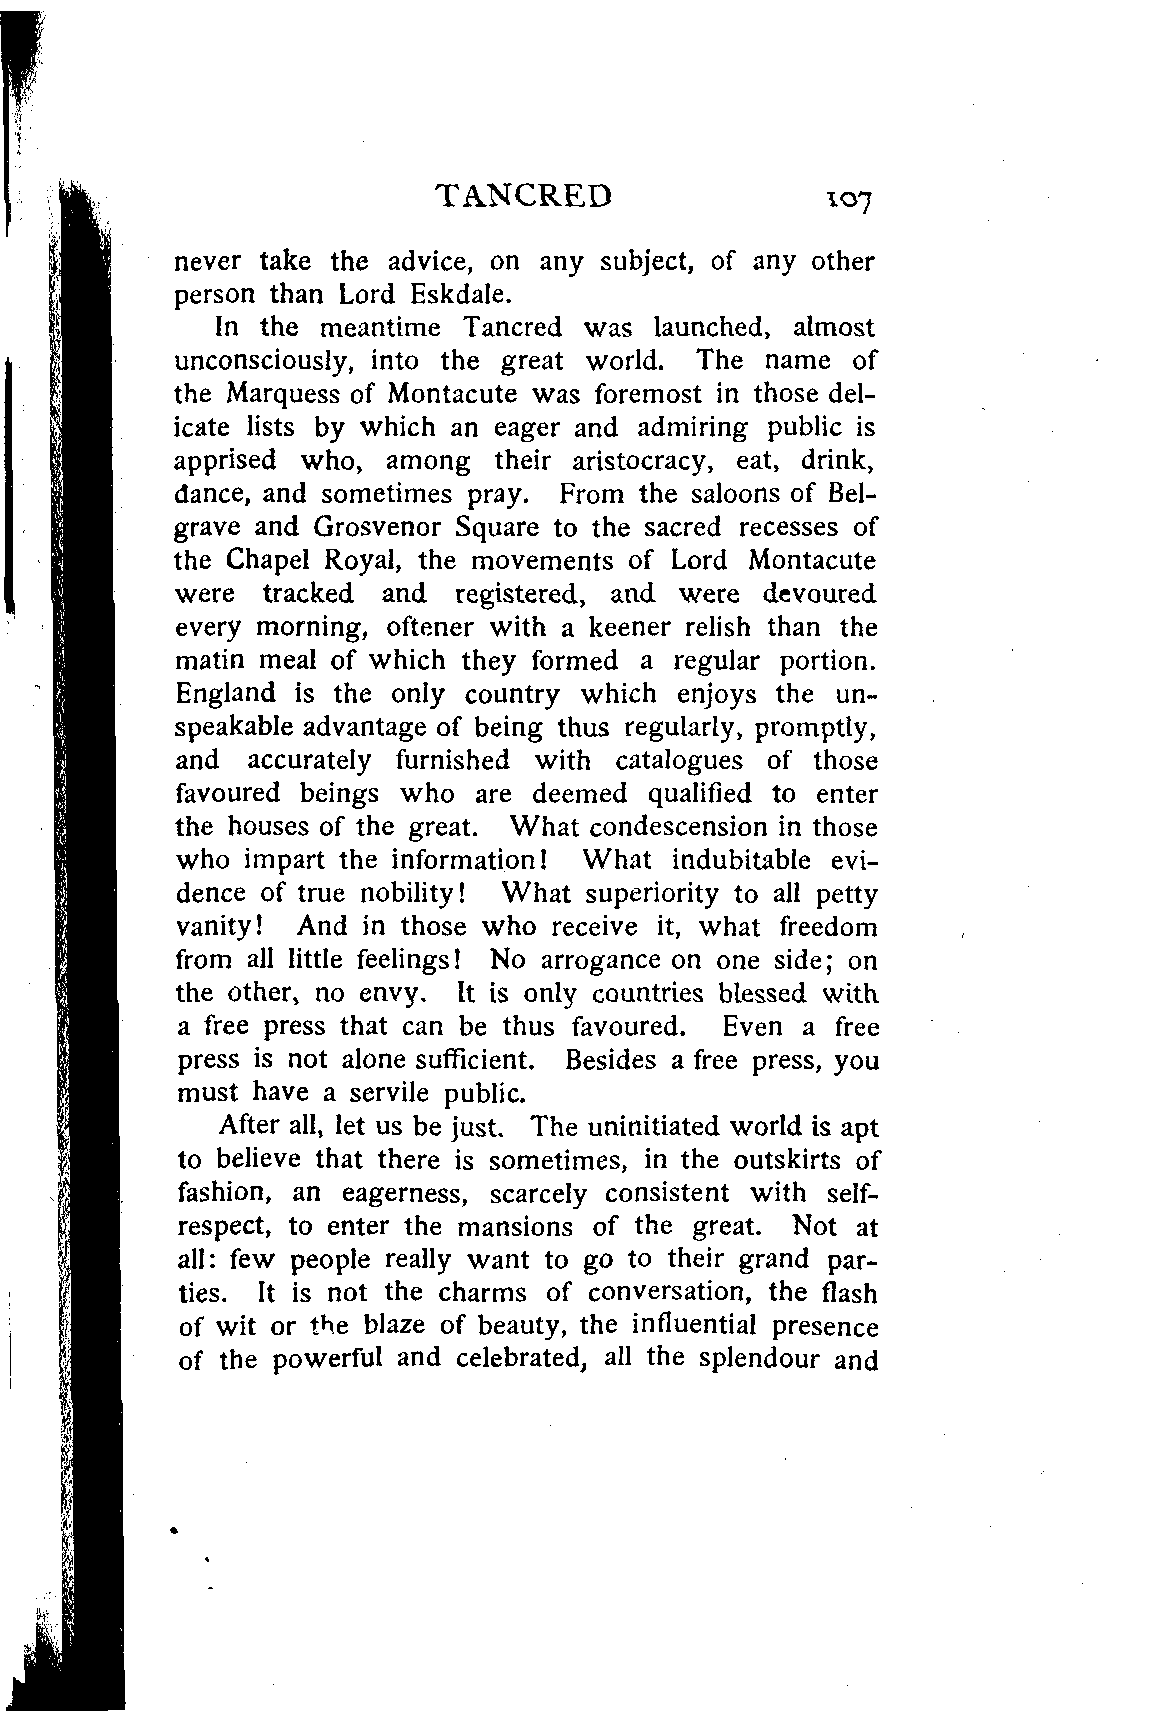 TANCRED 107
never take the advice, on any subject, of any other
person than Lord Eskdale.
In the meantime Tancred was launched, almost
unconsciously, into the great world. The name of
the Marquess of Montacute was foremost in those del-
icate lists by which an eager and admiring public is
apprised who, among their aristocracy, eat, drink,
dance, and sometimes pray. From the saloons of Bel-
grave and Grosvenor Square to the sacred recesses of
the Chapel Royal, the movements of Lord Montacute
were tracked and registered, and were devoured
every morning, oftener with a keener relish than the
matin meal of which they formed a regular portion.
England is the only country which enjoys the un-
speakable advantage of being thus regularly, promptly,
and accurately furnished with catalogues of those
favoured beings who are deemed qualified to enter
the houses of the great. What condescension in those
who impart the information! What indubitable evi-
dence of true nobility! What superiority to all petty
vanity! And in those who receive it, what freedom
from all little feelings! No arrogance on one side; on
the other, no envy. It is only countries blessed with
a free press that can be thus favoured. Even a free
press is not alone sufficient. Besides a free press, you
must have a servile public.
After all, let us be just. The uninitiated world is apt
to believe that there is sometimes, in the outskirts of
fashion, an eagerness, scarcely consistent with self-
respect, to enter the mansions of the great. Not at
all: few people really want to go to their grand par-
ties. It is not the charms of conversation, the flash
of wit or the blaze of beauty, the influential presence
of the powerful and celebrated, all the splendour and